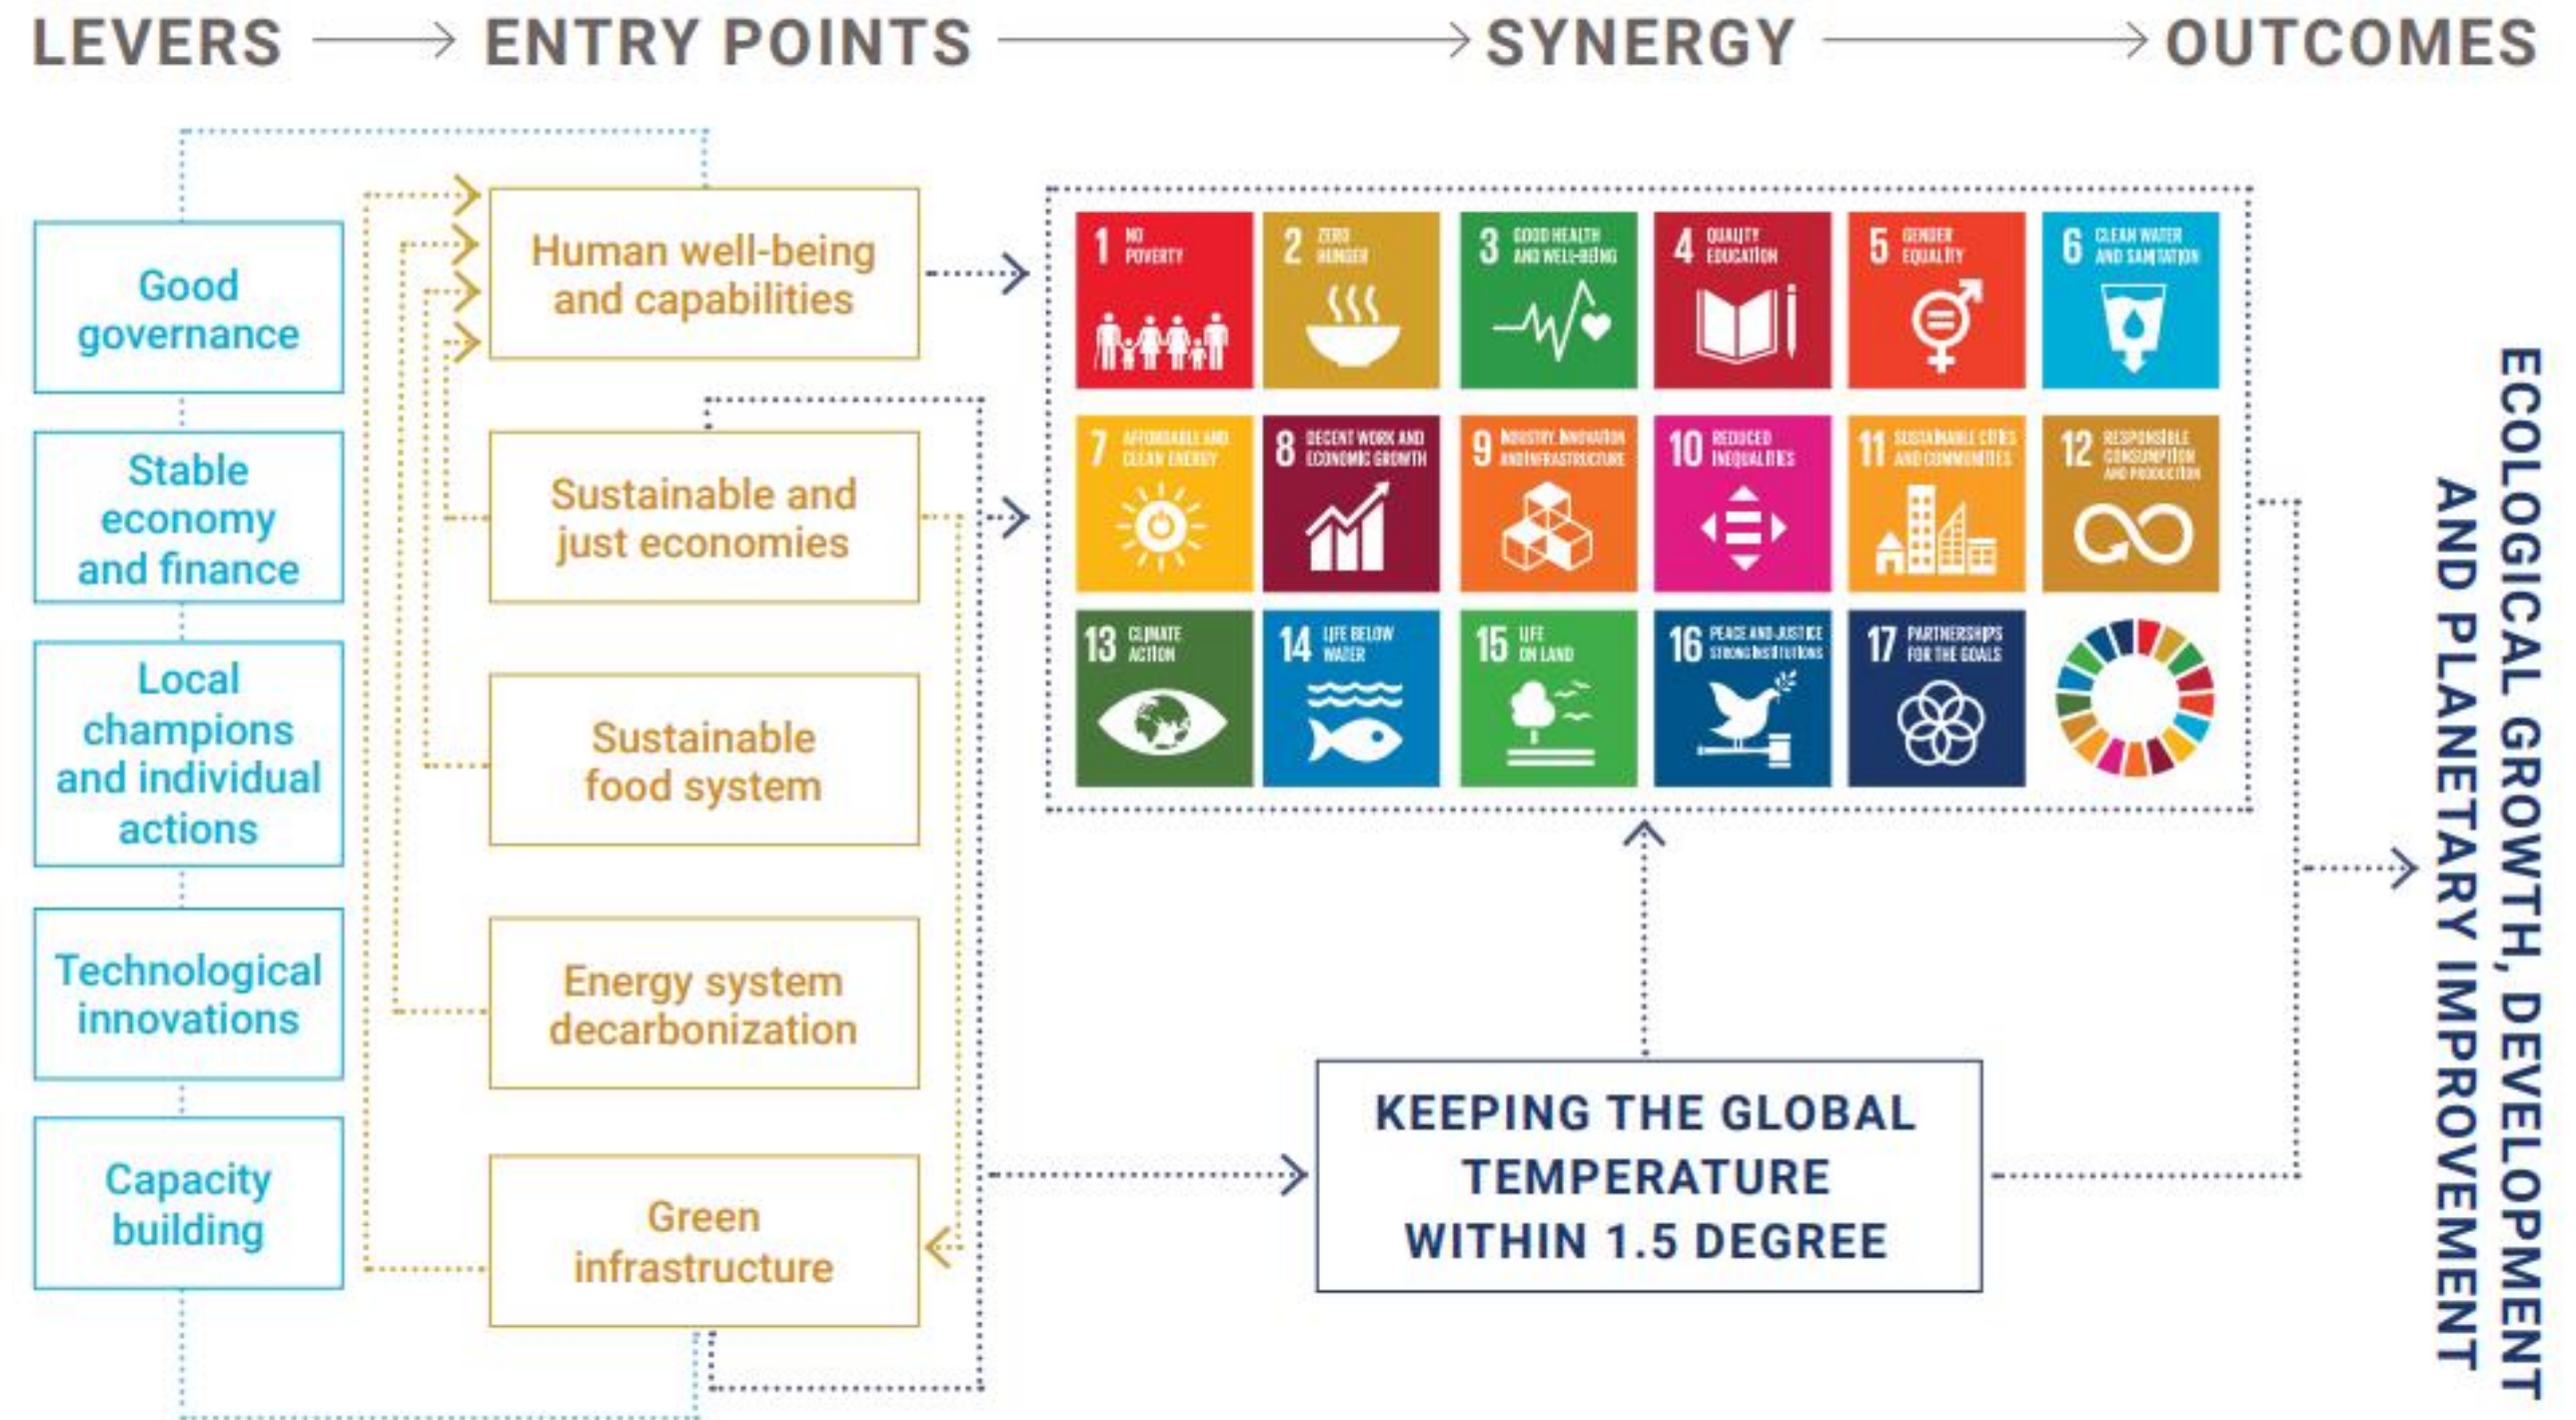 LEVERS
ENTRY POINTS
SYNERGY
OUTCOMES
Good
governance
Stable
economy
and finance
Local
champions
and individual
actions
Technological
innovations
Capacity
building
Human well-being
and capabilities
Sustainable and
just economies
Sustainable
food system
Energy system
decarbonization
Green
infrastructure
1 NO
POVERTY
2 ZERO
HUNGER
3 GOOD HEALTH
AND WELL-BEING
4 QUALITY
EDUCATION
5 GENDER
EQUALITY
6 CLEAN WATER
AND SANITATION
7 AFFORDABLE AND
CLEAN ENERGY
8 DECENT WORK AND
ECONOMIC GROWTH
9 INDUSTRY, INNOVATION
AND INFRASTRUCTURE
10 REDUCED
INEQUALITIES
11 SUSTAINABLE CITIES
AND COMMUNITIES
12 RESPONSIBLE
CONSUMPTION
AND PRODUCTION
13 CLIMATE
ACTION
14 LIFE BELOW
WATER
15 LIFE
ON LAND
16 PEACE AND JUSTICE
STRONG INSTITUTIONS
17 PARTNERSHIPS
FOR THE GOALS
KEEPING THE GLOBAL
TEMPERATURE
WITHIN 1.5 DEGREE
ECOLOGICAL GROWTH, DEVELOPMENT
AND PLANETARY IMPROVEMENT